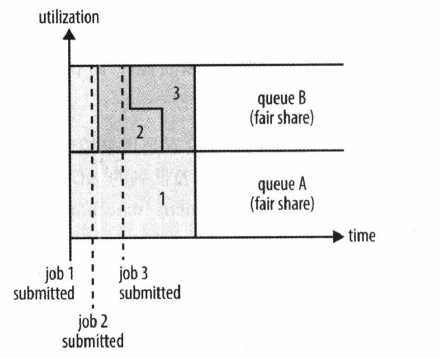 utilization
3
queue B
(fair share)
2
1
queue A
(fair share)
time
job 1
submitted
job 3
submitted
job 2
submitted